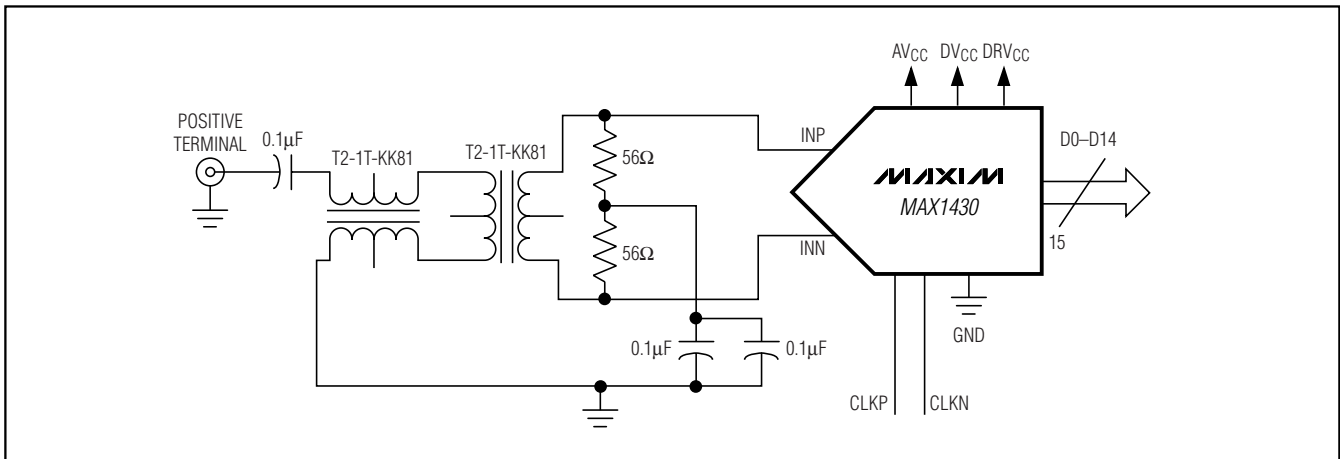 AVCC DVCC DRVCC
POSITIVE
TERMINAL
0.1µF
T2-1T-KK81
T2-1T-KK81
56Ω
56Ω
INP
INN
MAXIM
MAX1430
D0–D14
15
GND
0.1µF
0.1µF
CLKP
CLKN